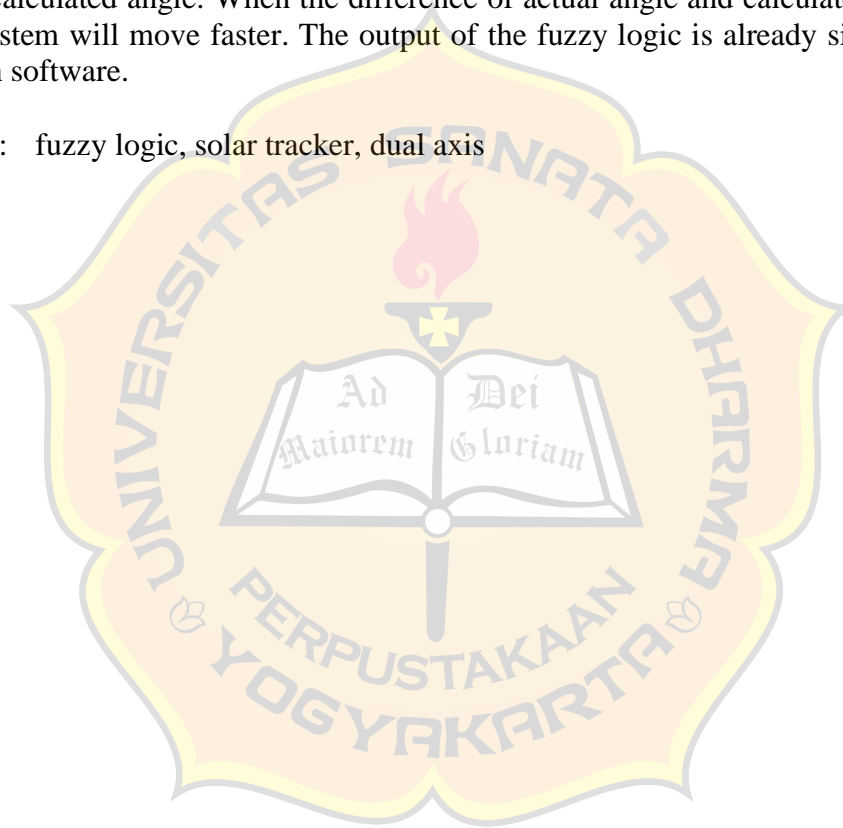 calculated angle. When the difference of actual angle and calculat
stem will move faster. The output of the fuzzy logic is already si
software.
: fuzzy logic, solar tracker, dual axis
UNIVERSITAS SANATA DHARMA
Ad Dei
Maiorem Gloriam
PERPUSTAKAAN
YOGYAKARTA